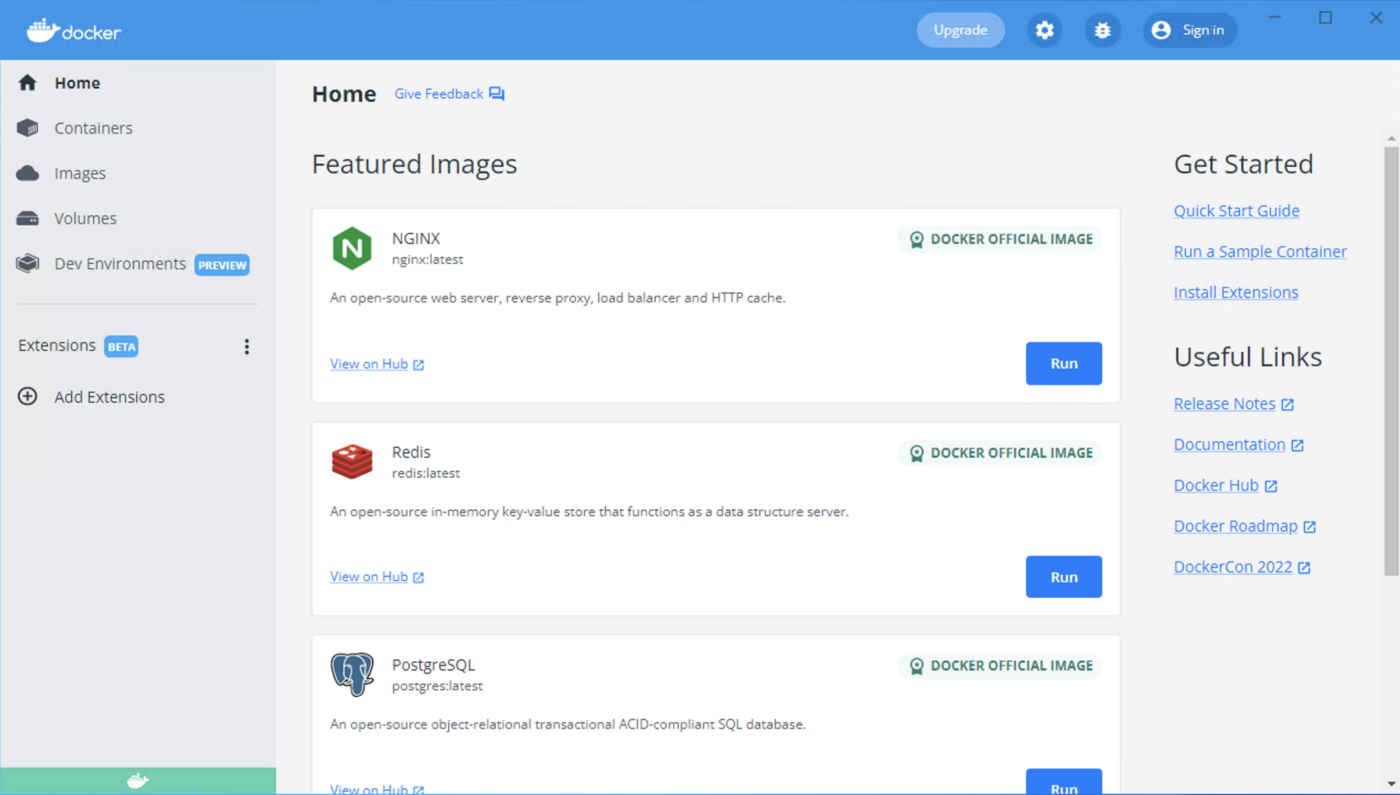 docker
Upgrade
Sign in
Home
Containers
Images
Volumes
Dev Environments PREVIEW
Extensions BETA
Add Extensions
Home Give Feedback
Featured Images
NGINX
nginx:latest
DOCKER OFFICIAL IMAGE
An open-source web server, reverse proxy, load balancer and HTTP cache.
View on Hub
Run
Redis
redis:latest
DOCKER OFFICIAL IMAGE
An open-source in-memory key-value store that functions as a data structure server.
View on Hub
Run
PostgreSQL
postgres:latest
DOCKER OFFICIAL IMAGE
An open-source object-relational transactional ACID-compliant SQL database.
View on Hub
Run
Get Started
Quick Start Guide
Run a Sample Container
Install Extensions
Useful Links
Release Notes
Documentation
Docker Hub
Docker Roadmap
DockerCon 2022